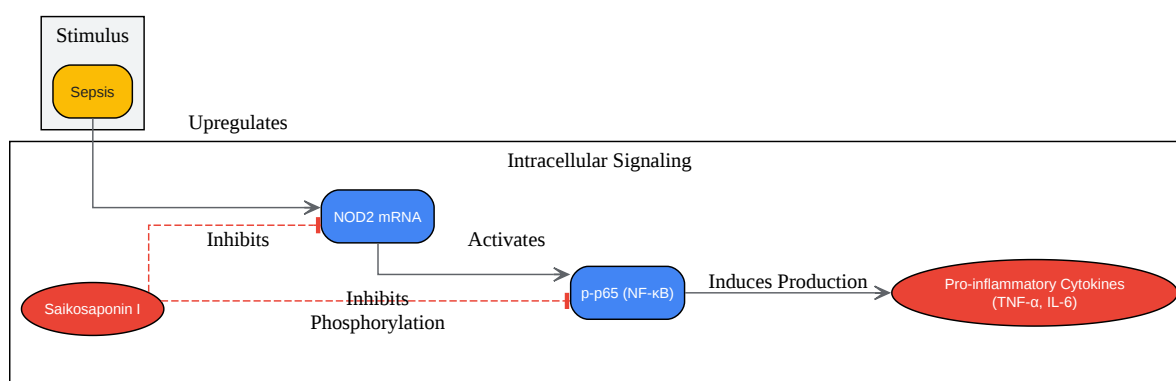 Stimulus
Sepsis
Upregulates
Intracellular Signaling
NOD2 mRNA
Inhibits
Activates
Saikosaponin I
Inhibits
Phosphorylation
p-p65 (NF-κB)
Induces Production
Pro-inflammatory Cytokines
(TNF-α, IL-6)